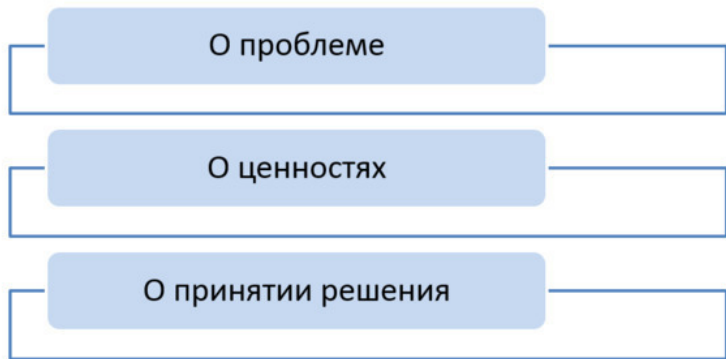 О проблеме
О ценностях
О принятии решения